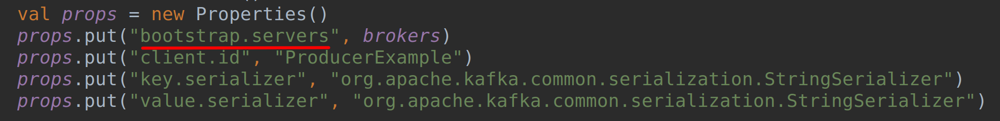 val props = new Properties()
props.put("bootstrap.servers", brokers)
props.put("client.id", "ProducerExample")
props.put("key.serializer", "org.apache.kafka.common.serialization.StringSerializer")
props.put("value.serializer", "org.apache.kafka.common.serialization.StringSerializer")